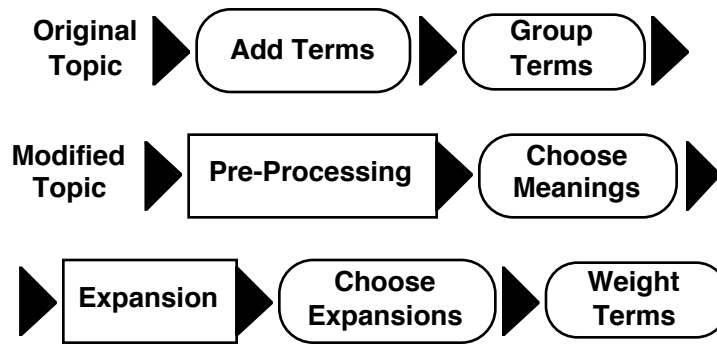 Original
Topic
Add Terms
Group
Terms
Modified
Topic
Pre-Processing
Choose
Meanings
Expansion
Choose
Expansions
Weight
Terms